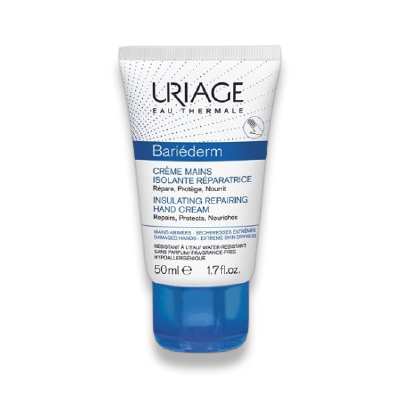 URIAGE
EAU THERMALE
Bariéderm
CRÈME MAINS
ISOLANTE RÉPARATRICE
Répare, Protège, Nourrit
INSULATING REPAIRING
HAND CREAM
Repairs, Protects, Nourishes
MAINS ABIMÉES - SÉCHERESSES EXTRÊMES
DAMAGED HANDS - EXTREME SKIN DRYNESS
RÉSISTANT À L'EAU/WATER-RESISTANT
SANS PARFUM/FRAGRANCE-FREE
HYPOALLERGÉNIQUE
50ml e 1.7fl.oz.